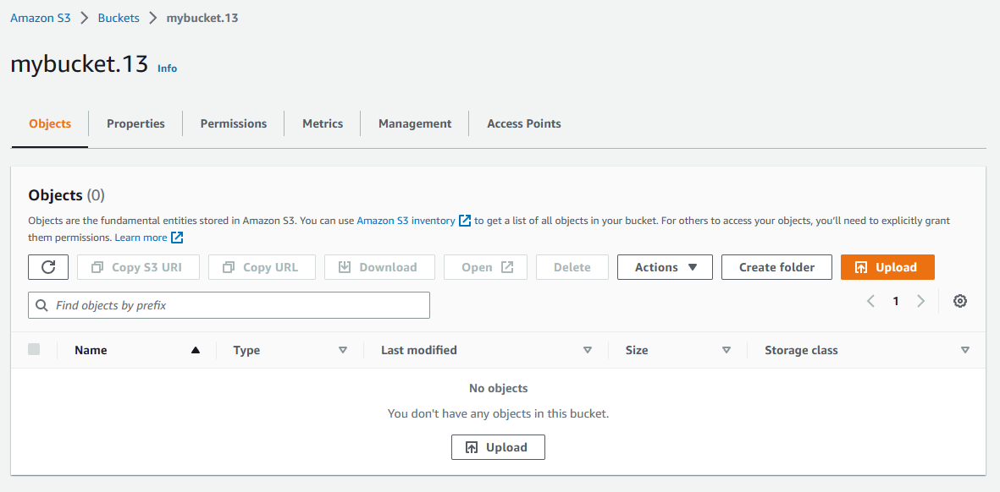 Amazon S3 > Buckets > mybucket.13
mybucket.13 Info
Objects Properties Permissions Metrics Management Access Points
Objects (0)
Objects are the fundamental entities stored in Amazon S3. You can use Amazon S3 inventory to get a list of all objects in your bucket. For others to access your objects, you'll need to explicitly grant
them permissions. Learn more
Copy S3 URI Copy URL Download Open Delete Actions Create folder Upload
Find objects by prefix
1
Name Type Last modified Size Storage class
No objects
You don't have any objects in this bucket.
Upload